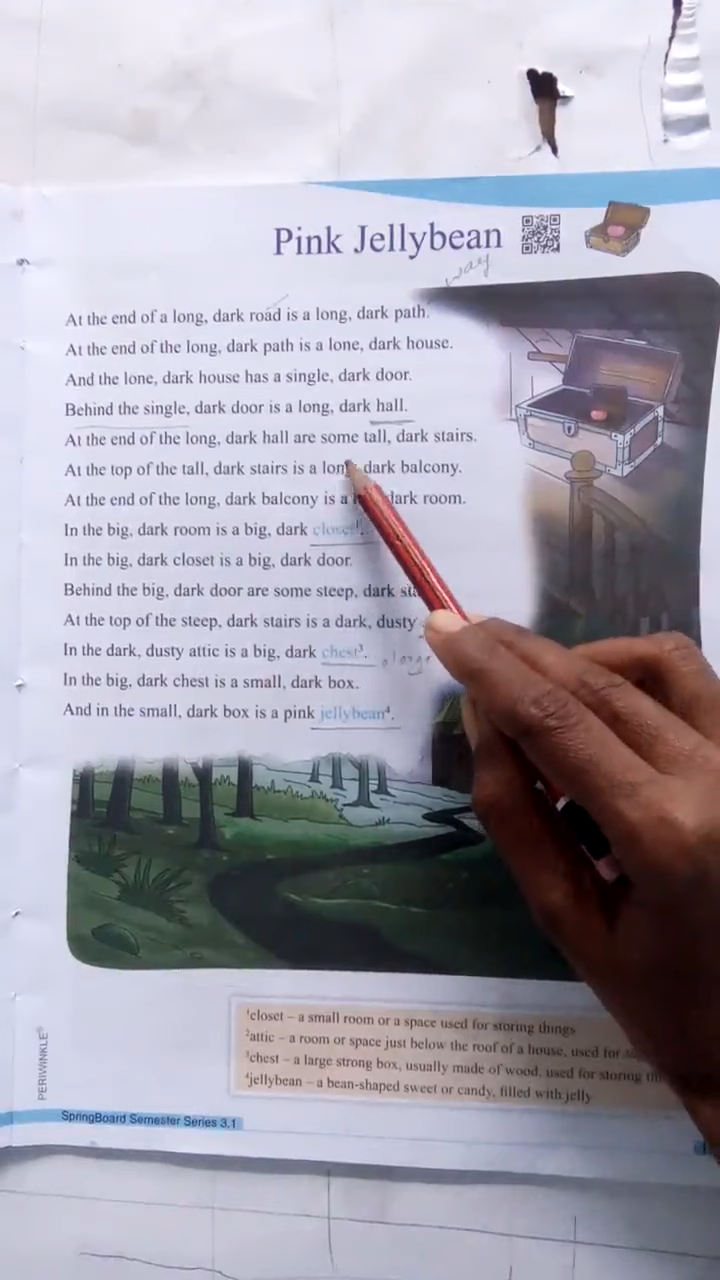 Pink Jellybean
way
At the end of a long, dark road is a long, dark path.
At the end of the long, dark path is a lone, dark house.
And the lone, dark house has a single, dark door.
Behind the single, dark door is a long, dark hall.
At the end of the long, dark hall are some tall, dark stairs.
At the top of the tall, dark stairs is a long, dark balcony.
At the end of the long, dark balcony is a dark room.
In the big, dark room is a big, dark closet¹.
In the big, dark closet is a big, dark door.
Behind the big, dark door are some steep, dark
At the top of the steep, dark stairs is a dark, dusty
In the dark, dusty attic is a big, dark chest³.
In the big, dark chest is a small, dark box.
And in the small, dark box is a pink jellybean⁴.
¹closet – a small room or a space used for storing things
²attic – a room or space just below the roof of a house, used for
³chest – a large strong box, usually made of wood, used for storing
⁴jellybean – a bean-shaped sweet or candy, filled with jelly
PERIWINKLE®
SpringBoard Semester Series 3.1